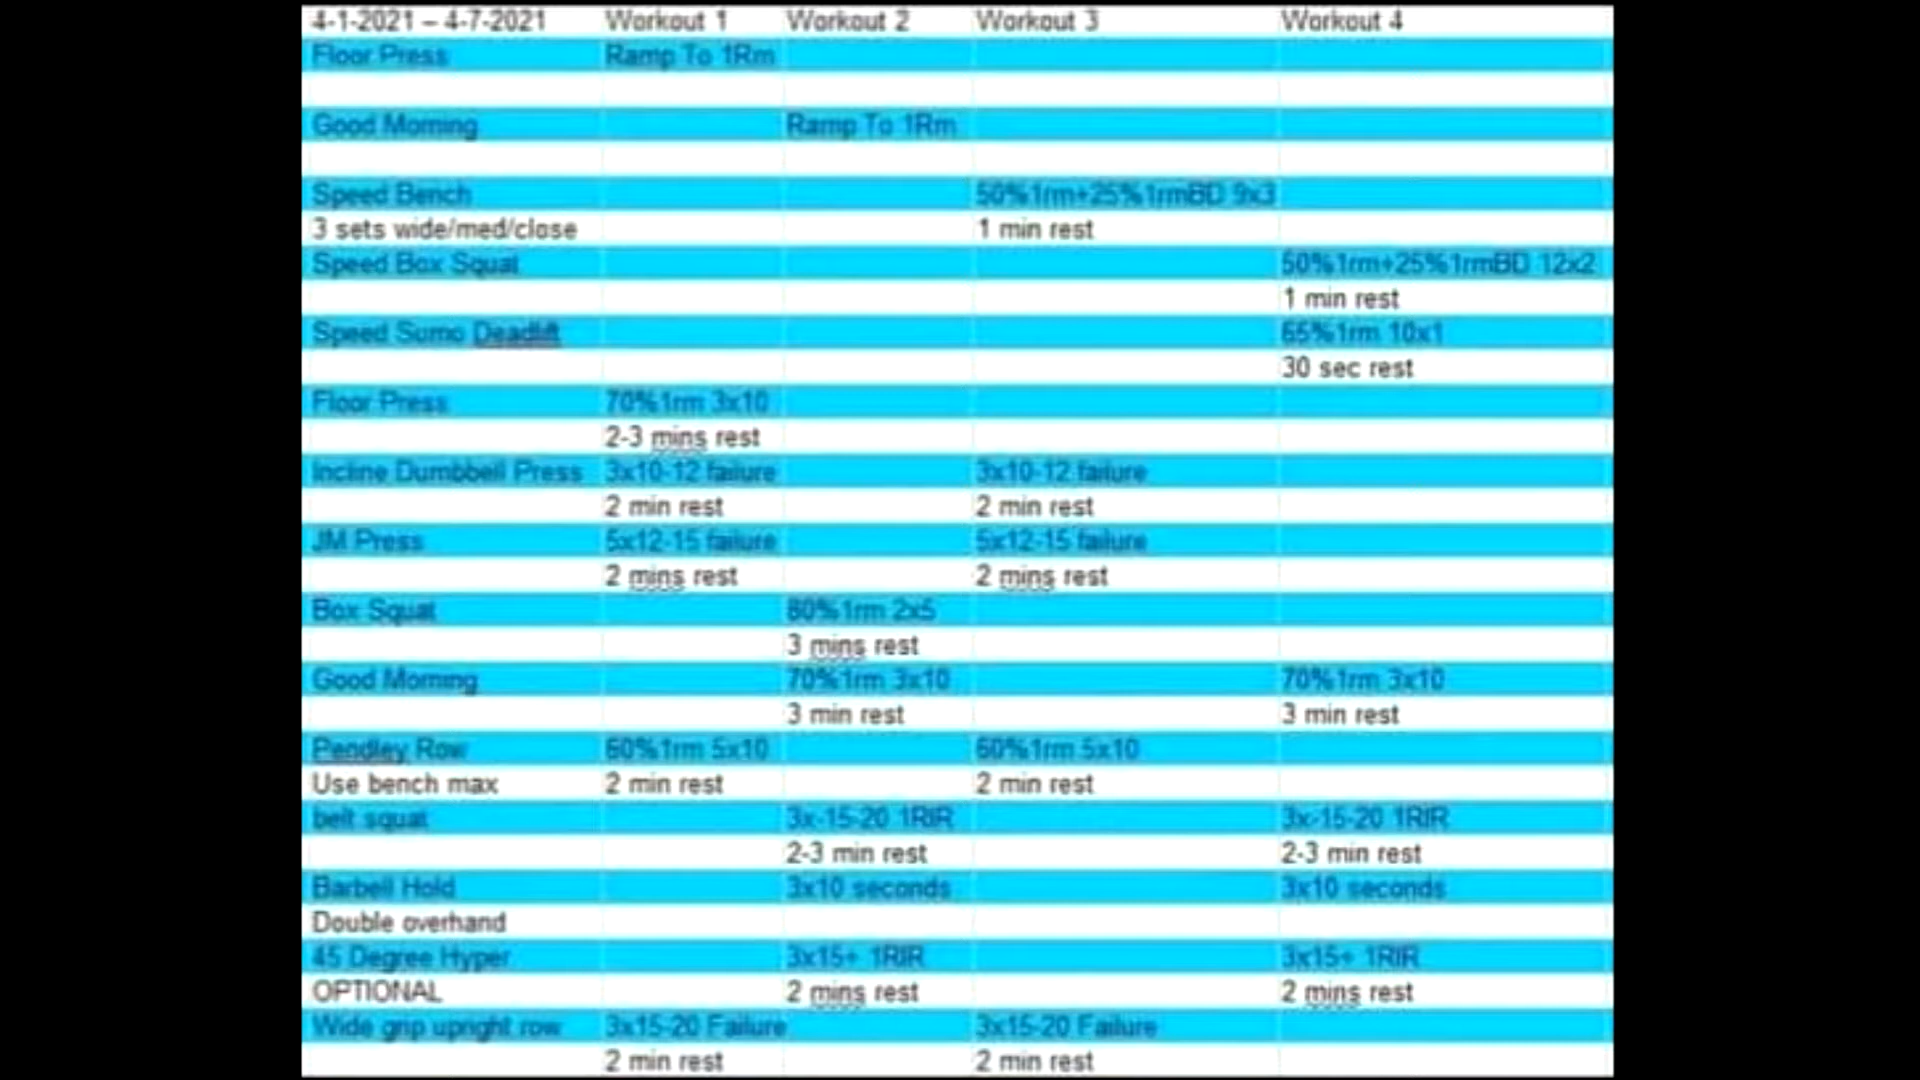 4-1-2021 – 4-7-2021 Workout 1 Workout 2 Workout 3 Workout 4
Floor Press Ramp To 1Rm
Good Morning Ramp To 1Rm
Speed Bench 50%1rm+25%1rmBD 9x3
3 sets wide/med/close 1 min rest
Speed Box Squat 50%1rm+25%1rmBD 12x2
1 min rest
Speed Sumo Deadlift 65%1rm 10x1
30 sec rest
Floor Press 70%1rm 3x10
2-3 mins rest
Incline Dumbbell Press 3x10-12 failure 3x10-12 failure
2 min rest 2 min rest
JM Press 5x12-15 failure 5x12-15 failure
2 mins rest 2 mins rest
Box Squat 80%1rm 2x5
3 mins rest
Good Morning 70%1rm 3x10 70%1rm 3x10
3 min rest 3 min rest
Pendley Row 60%1rm 5x10 60%1rm 5x10
Use bench max 2 min rest 2 min rest
belt squat 3x-15-20 1RIR 3x-15-20 1RIR
2-3 min rest 2-3 min rest
Barbell Hold 3x10 seconds 3x10 seconds
Double overhand
45 Degree Hyper 3x15+ 1RIR 3x15+ 1RIR
OPTIONAL 2 mins rest 2 mins rest
Wide grip upright row 3x15-20 Failure 3x15-20 Failure
2 min rest 2 min rest